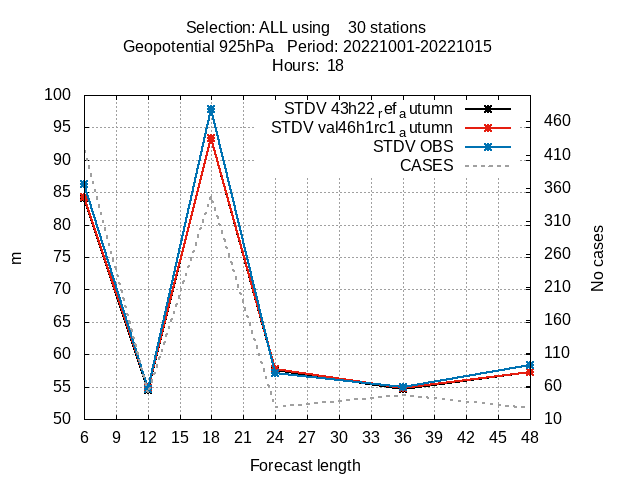 Selection: ALL using    30 stations
Geopotential 925hPa   Period: 20221001-20221015
Hours:  18
STDV 43h22ref_autumn
STDV val46h1rc1_autumn
STDV OBS
CASES
100
95
90
85
80
75
70
65
60
55
50
m
460
410
360
310
260
210
160
110
60
10
No cases
6 9 12 15 18 21 24 27 30 33 36 39 42 45 48
Forecast length